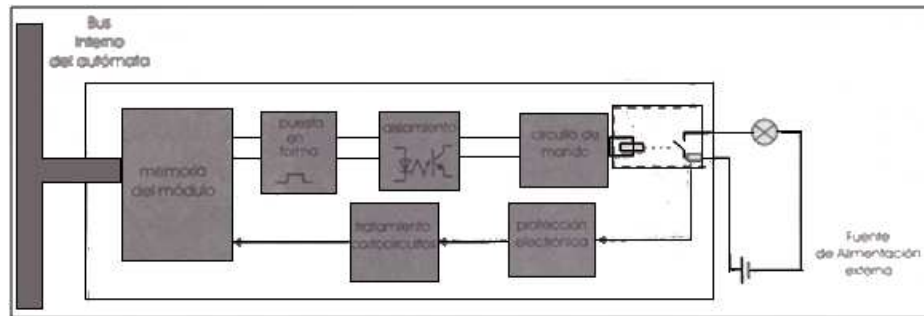 Bus
Interno
del autómata
puesta
en
forma
aislamiento
circuito de
mando
memoria
del módulo
tratamiento
cortocircuitos
protección
electrónica
Fuente
de Alimentación
externa